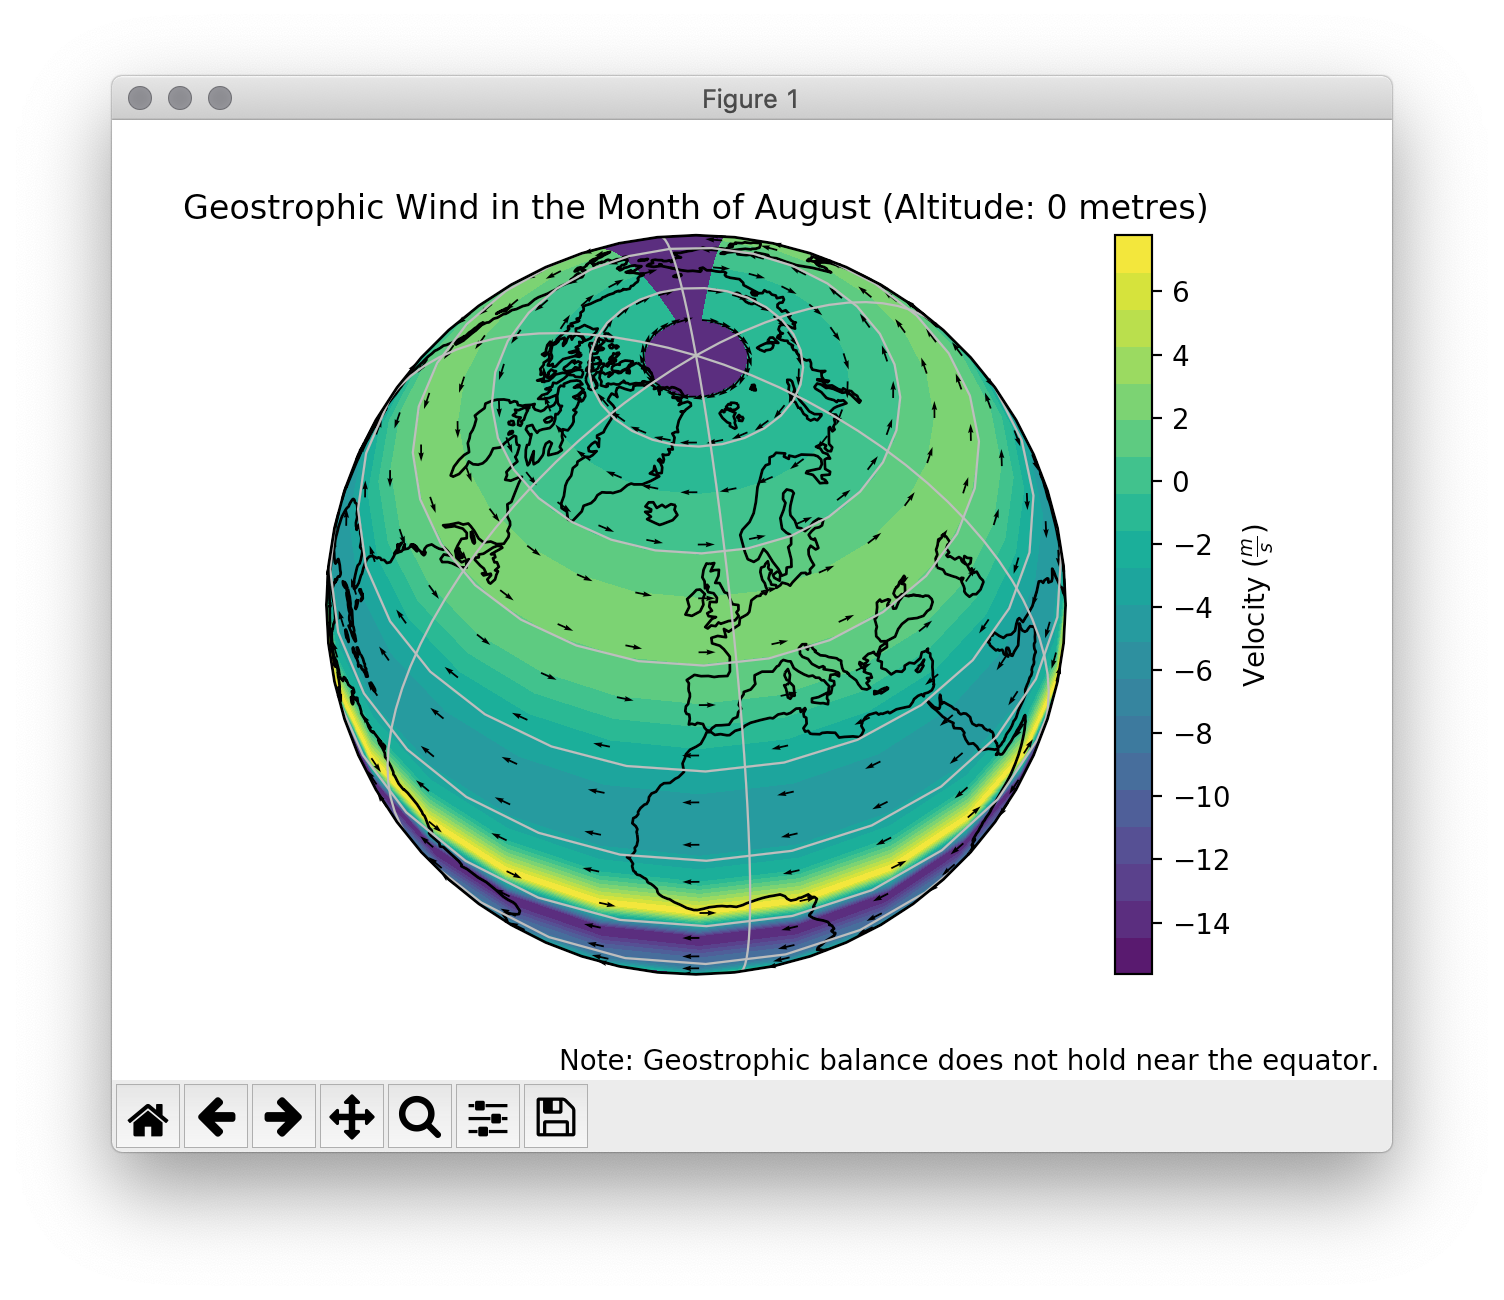 Figure 1
Geostrophic Wind in the Month of August (Altitude: 0 metres)
6
4
2
0
−2
−4
−6
−8
−10
−12
−14
Velocity (m/s)
Note: Geostrophic balance does not hold near the equator.